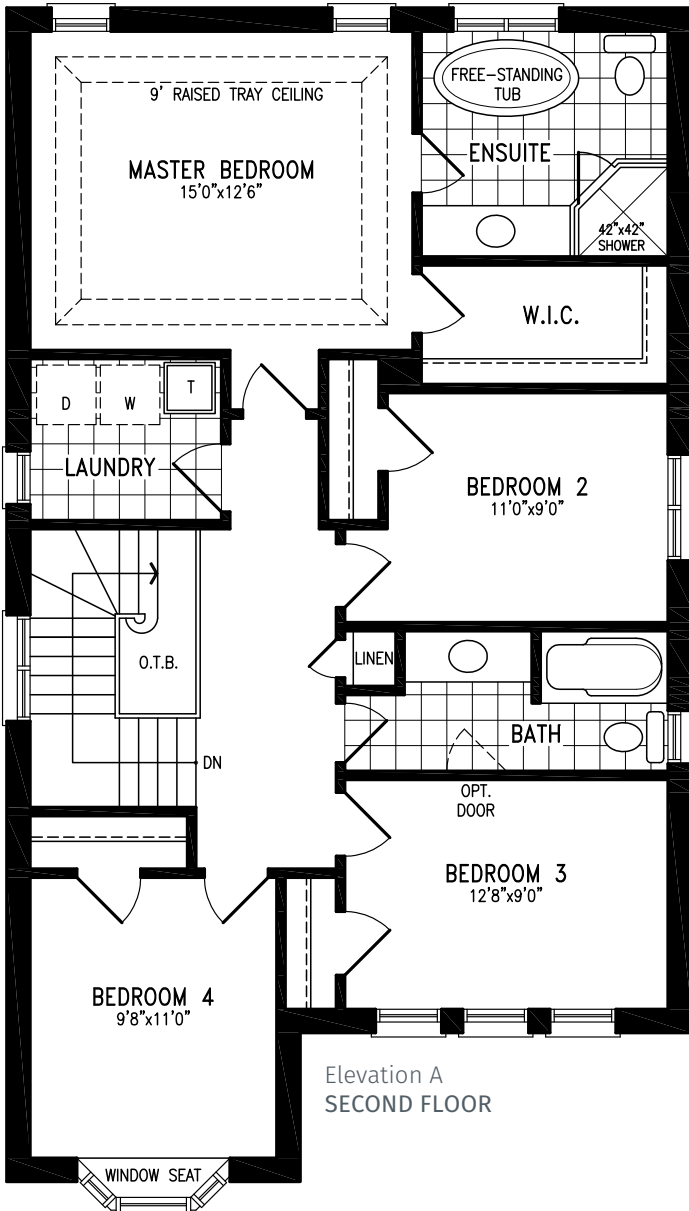 9' RAISED TRAY CEILING
MASTER BEDROOM
15'0"x12'6"
FREE-STANDING
TUB
ENSUITE
42"x42"
SHOWER
W.I.C.
D
W
T
LAUNDRY
BEDROOM 2
11'0"x9'0"
O.T.B.
LINEN
BATH
DN
OPT.
DOOR
BEDROOM 3
12'8"x9'0"
BEDROOM 4
9'8"x11'0"
WINDOW SEAT
Elevation A
SECOND FLOOR